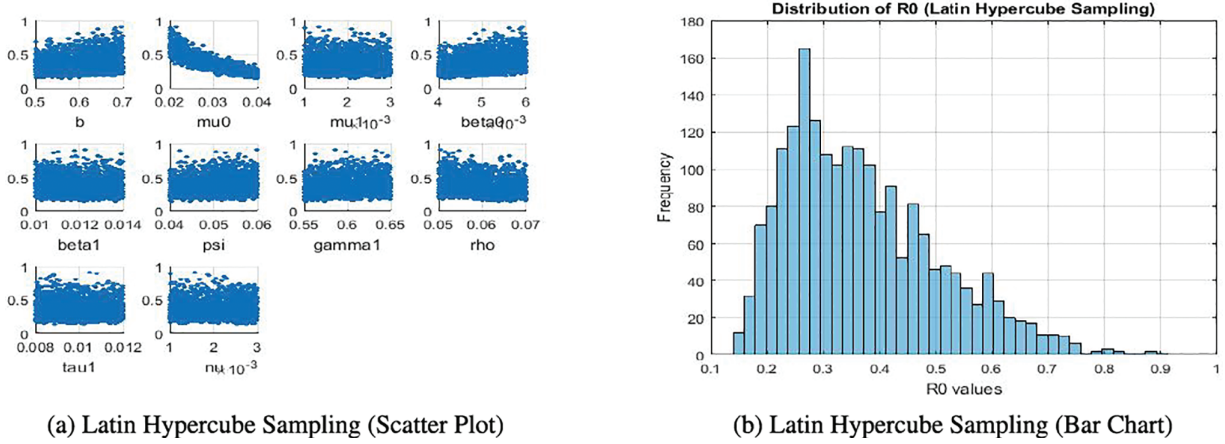 1 1 1 1
0.5 0.5 0.5 0.5
0 0 0 0
0.5 0.6 0.7 0.02 0.03 0.04 1 2 3 4 5 6
b mu0 mu1 ×10⁻³ beta0 ×10⁻³
1 1 1 1
0.5 0.5 0.5 0.5
0 0 0 0
0.01 0.012 0.014 0.04 0.05 0.06 0.55 0.6 0.65 0.05 0.06 0.07
beta1 psi gamma1 rho
1 1
0.5 0.5
0 0
0.008 0.01 0.012 1 2 3
tau1 nu ×10⁻³
(a) Latin Hypercube Sampling (Scatter Plot)
Distribution of R0 (Latin Hypercube Sampling)
180
160
140
120
100
80
60
40
20
0
Frequency
0.1 0.2 0.3 0.4 0.5 0.6 0.7 0.8 0.9 1
R0 values
(b) Latin Hypercube Sampling (Bar Chart)